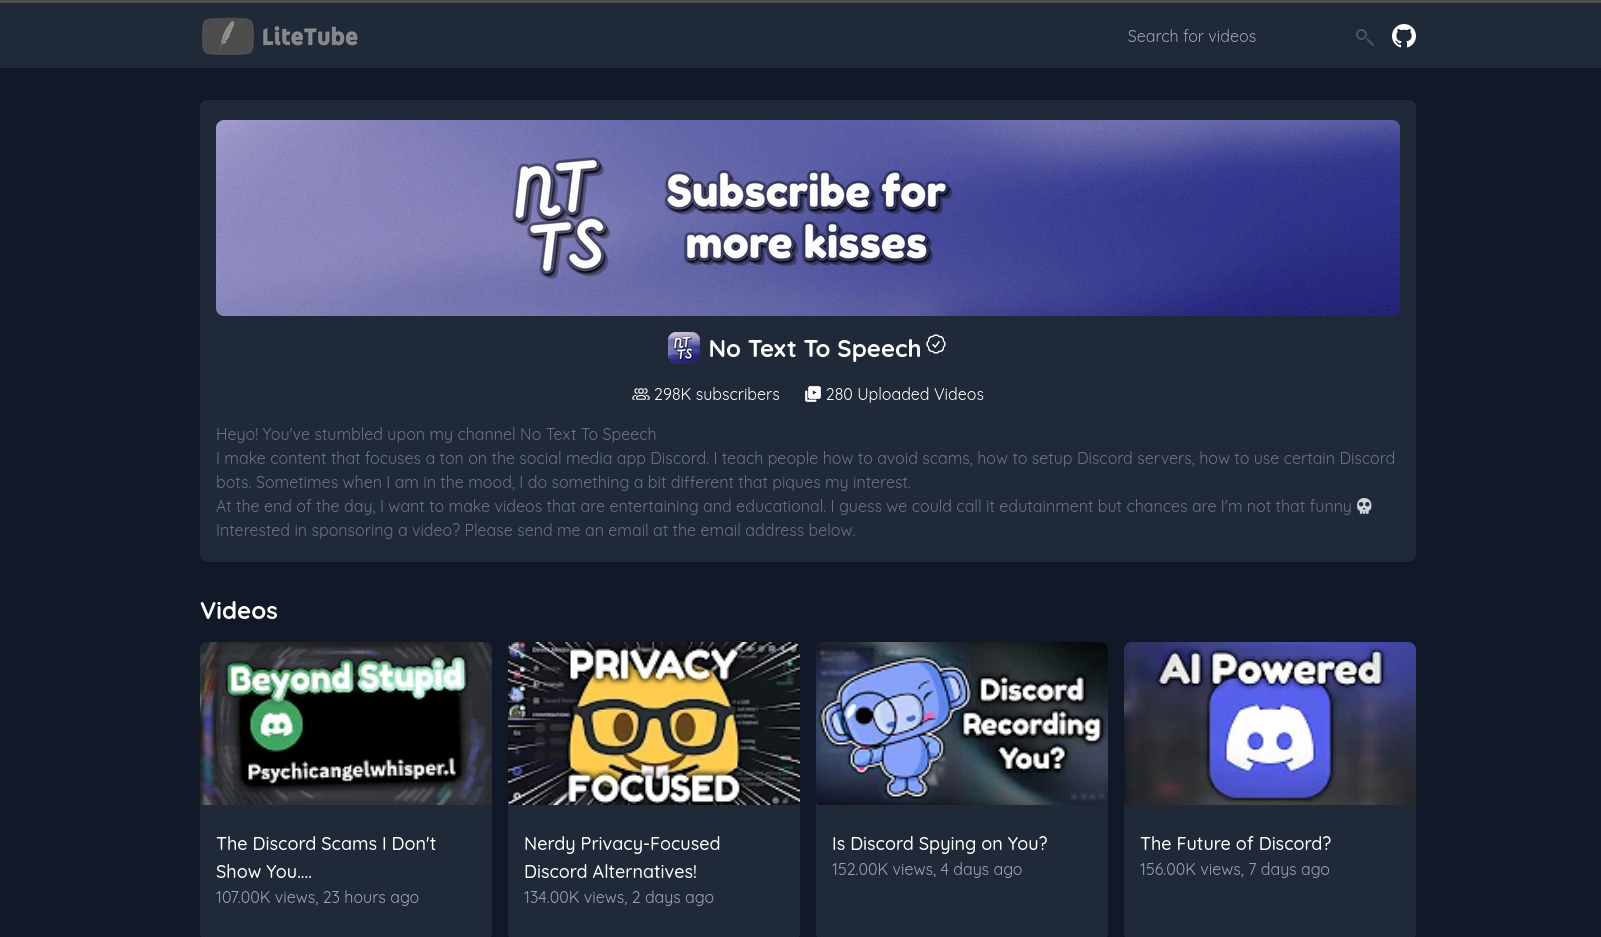 LiteTube
Search for videos
nT
TS
Subscribe for
more kisses
nT
TS
No Text To Speech
298K subscribers
280 Uploaded Videos
Heyo! You've stumbled upon my channel No Text To Speech
I make content that focuses a ton on the social media app Discord. I teach people how to avoid scams, how to setup Discord servers, how to use certain Discord
bots. Sometimes when I am in the mood, I do something a bit different that piques my interest.
At the end of the day, I want to make videos that are entertaining and educational. I guess we could call it edutainment but chances are I'm not that funny 💀
Interested in sponsoring a video? Please send me an email at the email address below.
Videos
Beyond Stupid
Psychicangelwhisper.l
PRIVACY
FOCUSED
Discord
Recording
You?
AI Powered
The Discord Scams I Don't
Show You....
107.00K views, 23 hours ago
Nerdy Privacy-Focused
Discord Alternatives!
134.00K views, 2 days ago
Is Discord Spying on You?
152.00K views, 4 days ago
The Future of Discord?
156.00K views, 7 days ago